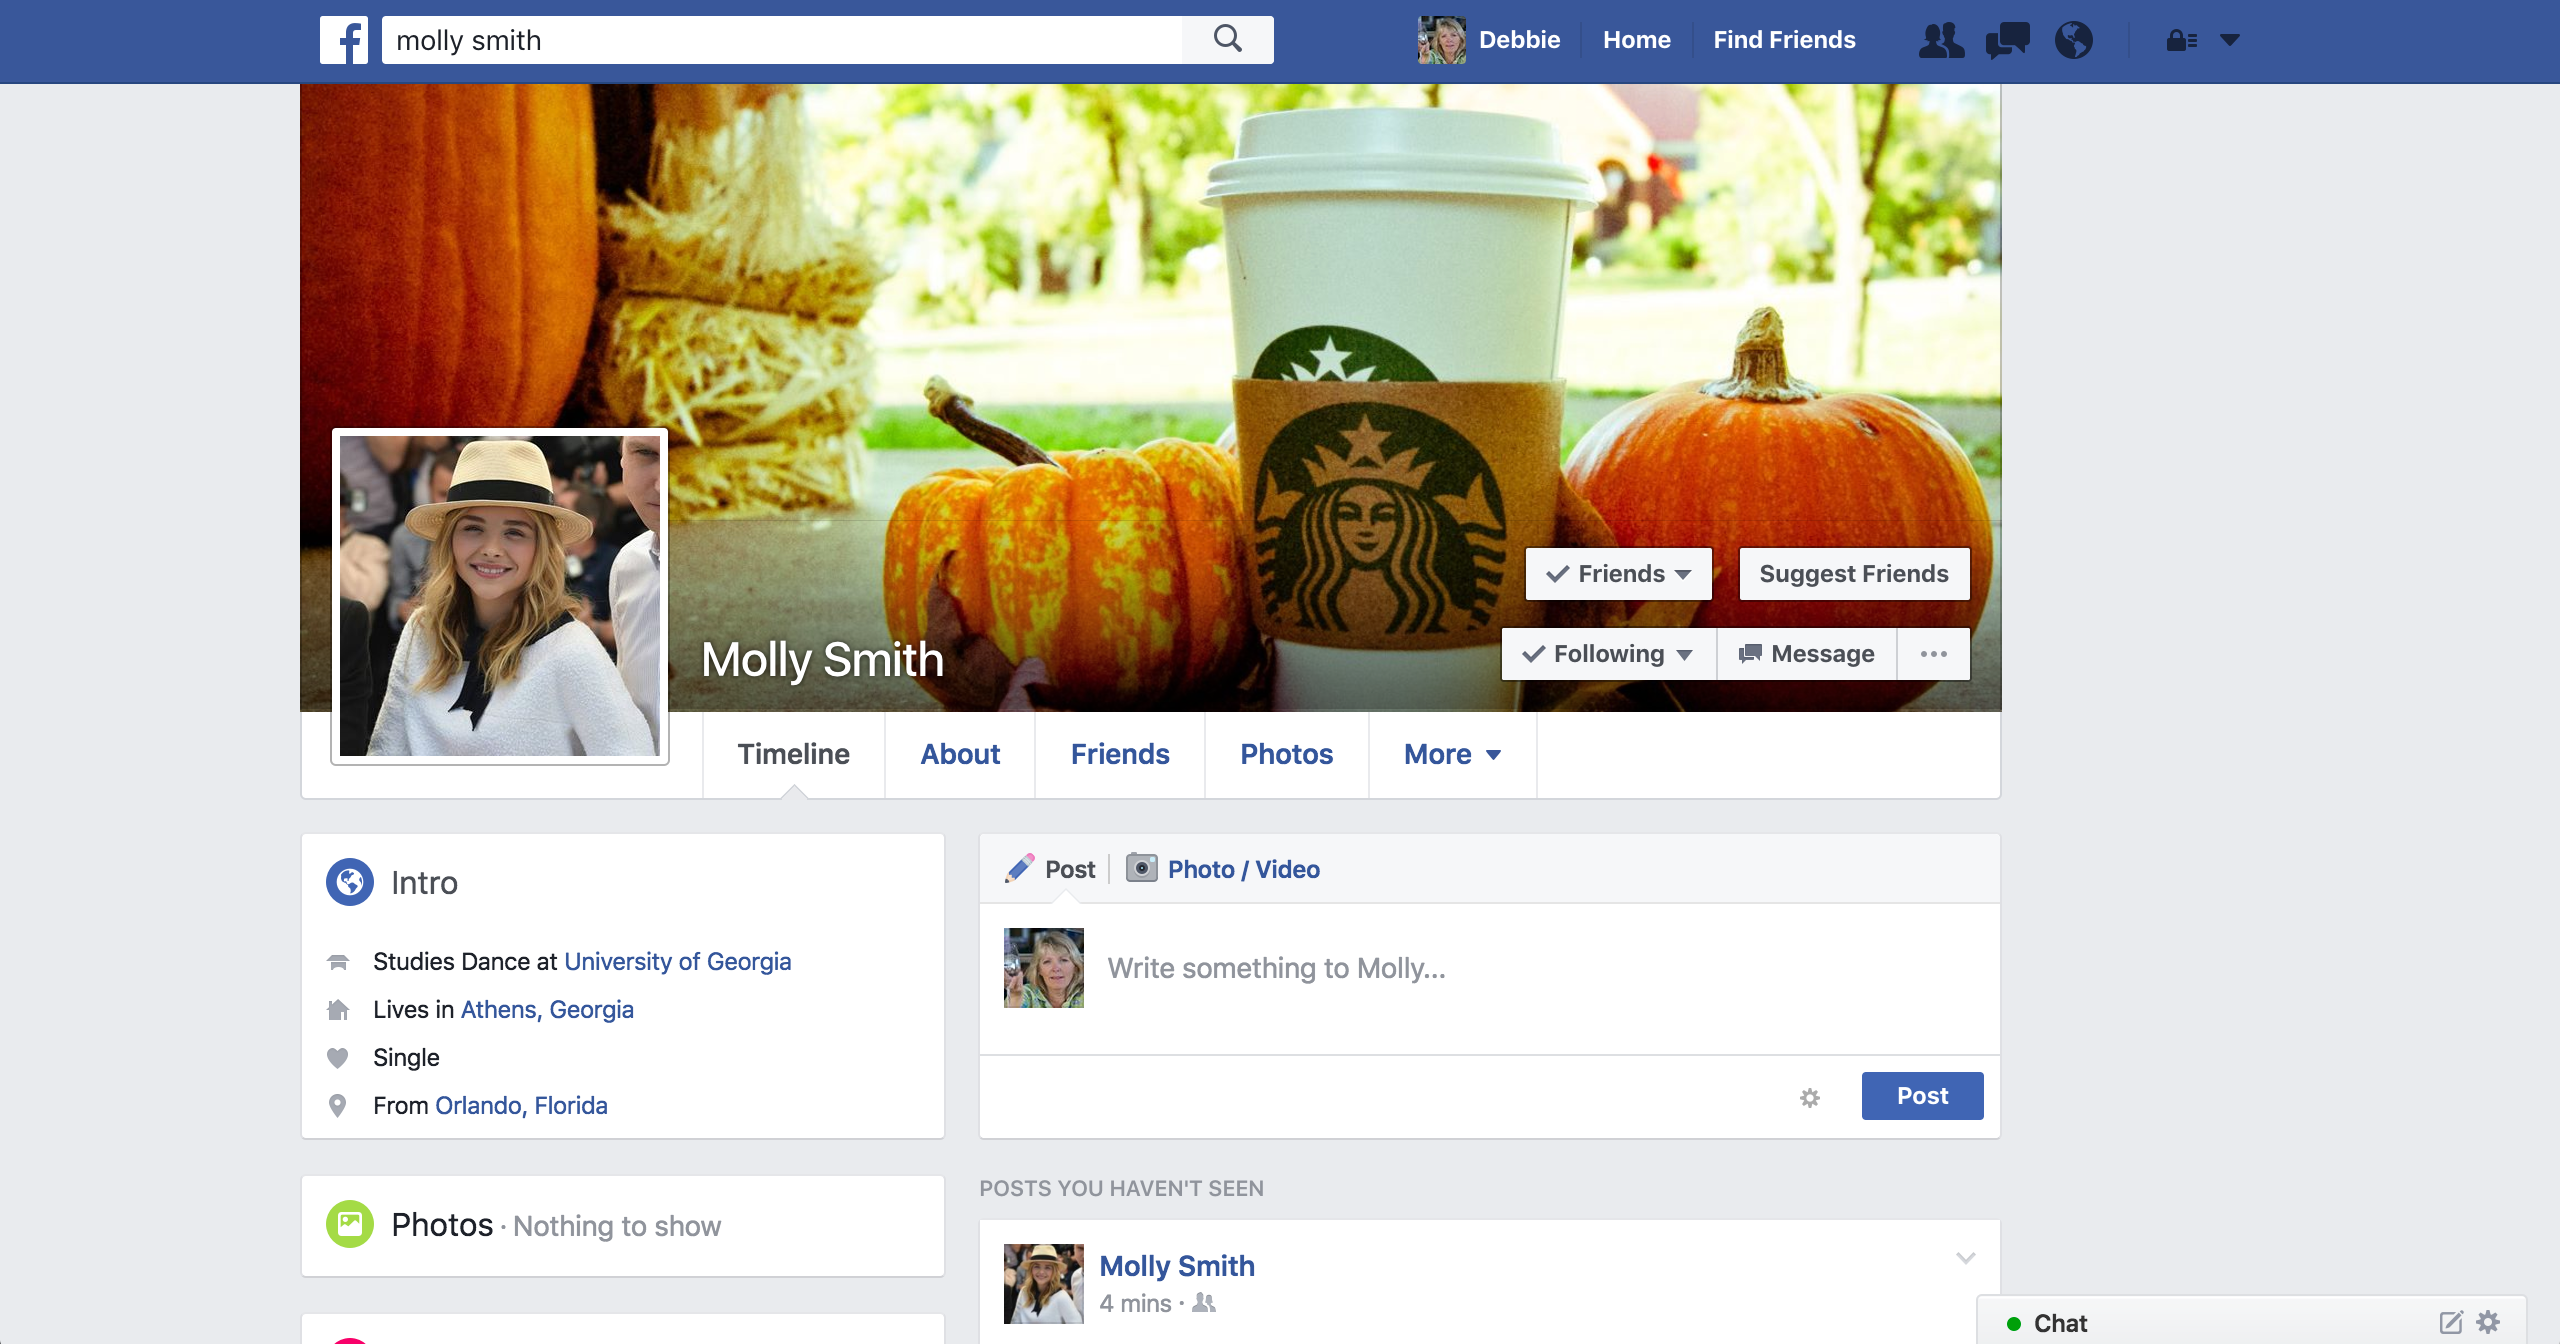 molly smith
Debbie
Home
Find Friends
Friends
Suggest Friends
Molly Smith
Following
Message
Timeline
About
Friends
Photos
More
Intro
Studies Dance at University of Georgia
Lives in Athens, Georgia
Single
From Orlando, Florida
Photos · Nothing to show
Post
Photo / Video
Write something to Molly...
Post
POSTS YOU HAVEN'T SEEN
Molly Smith
4 mins ·
Chat